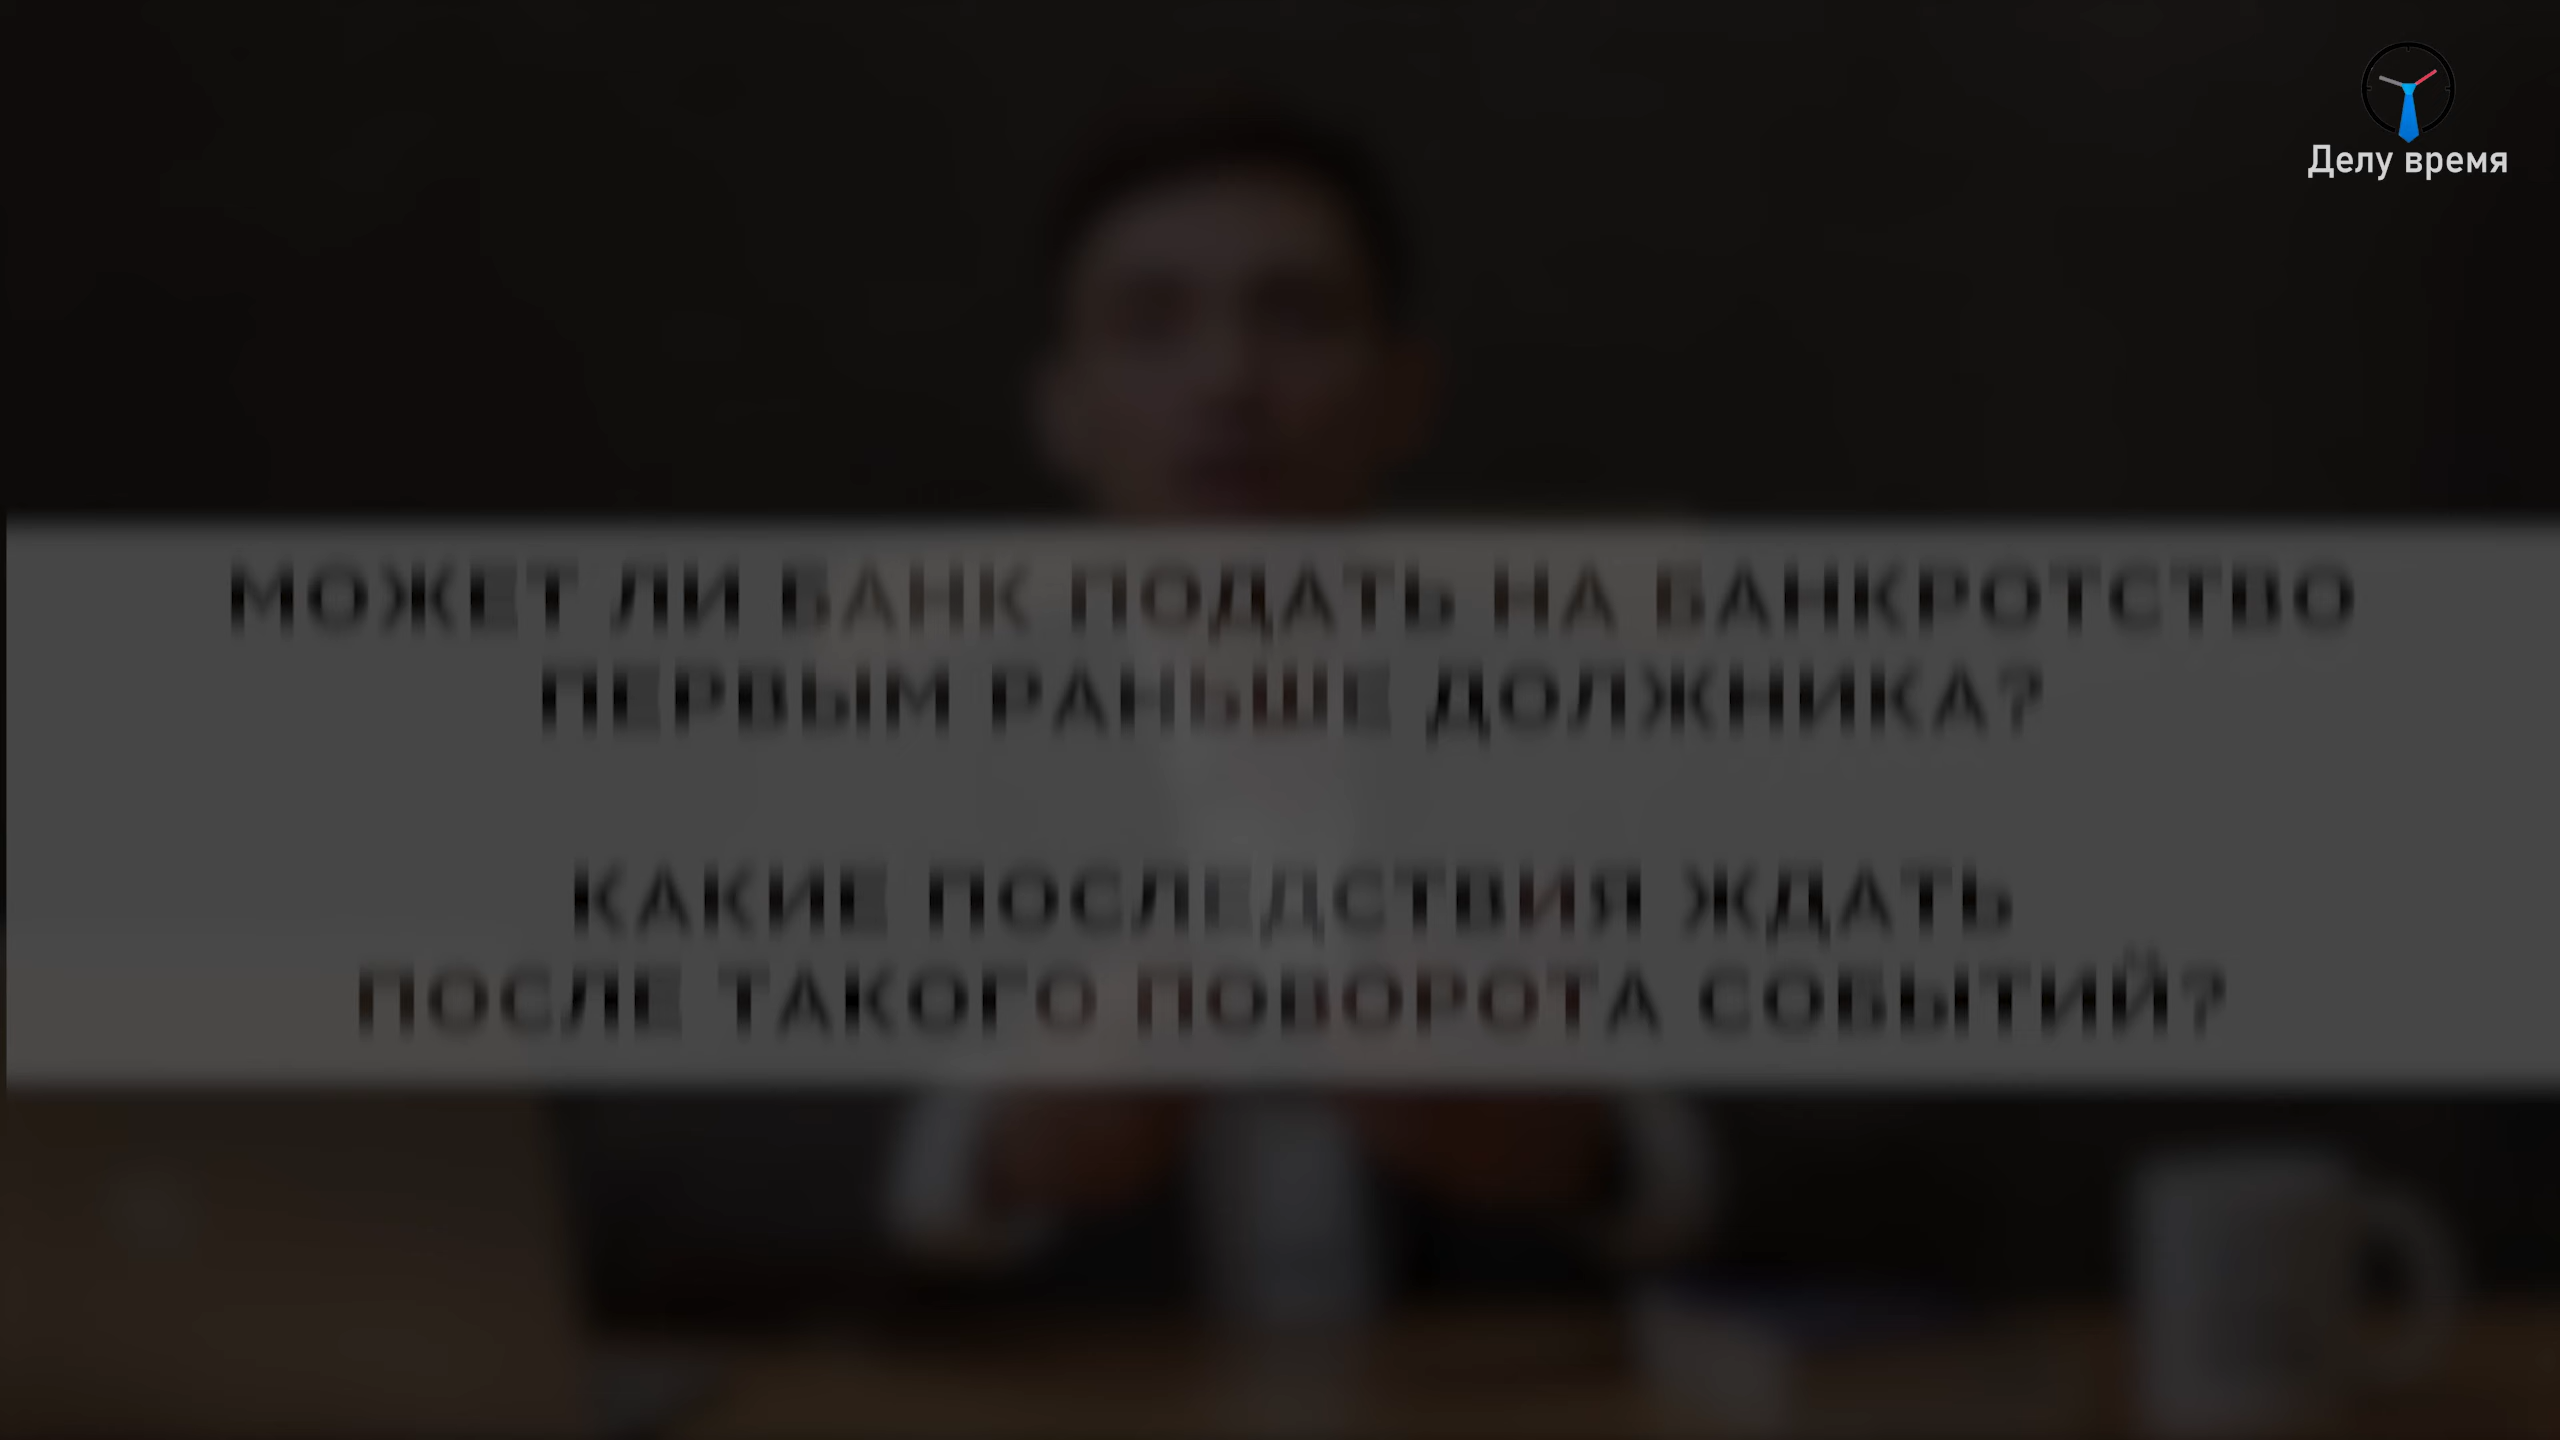 Делу время
МОЖЕТ ЛИ БАНК ПОДАТЬ НА БАНКРОТСТВО
ПЕРВЫМ РАНЬШЕ ДОЛЖНИКА?
КАКИЕ ПОСЛЕДСТВИЯ ЖДАТЬ
ПОСЛЕ ТАКОГО ПОВОРОТА СОБЫТИЙ?